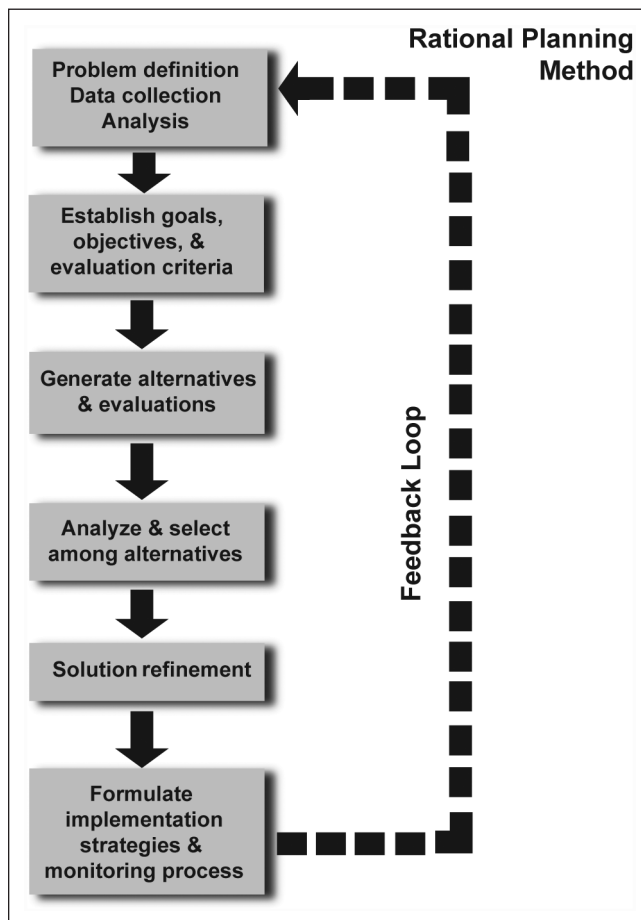 Rational Planning
Method
Problem definition
Data collection
Analysis
Establish goals,
objectives, &
evaluation criteria
Generate alternatives
& evaluations
Analyze & select
among alternatives
Solution refinement
Formulate
implementation
strategies &
monitoring process
Feedback Loop